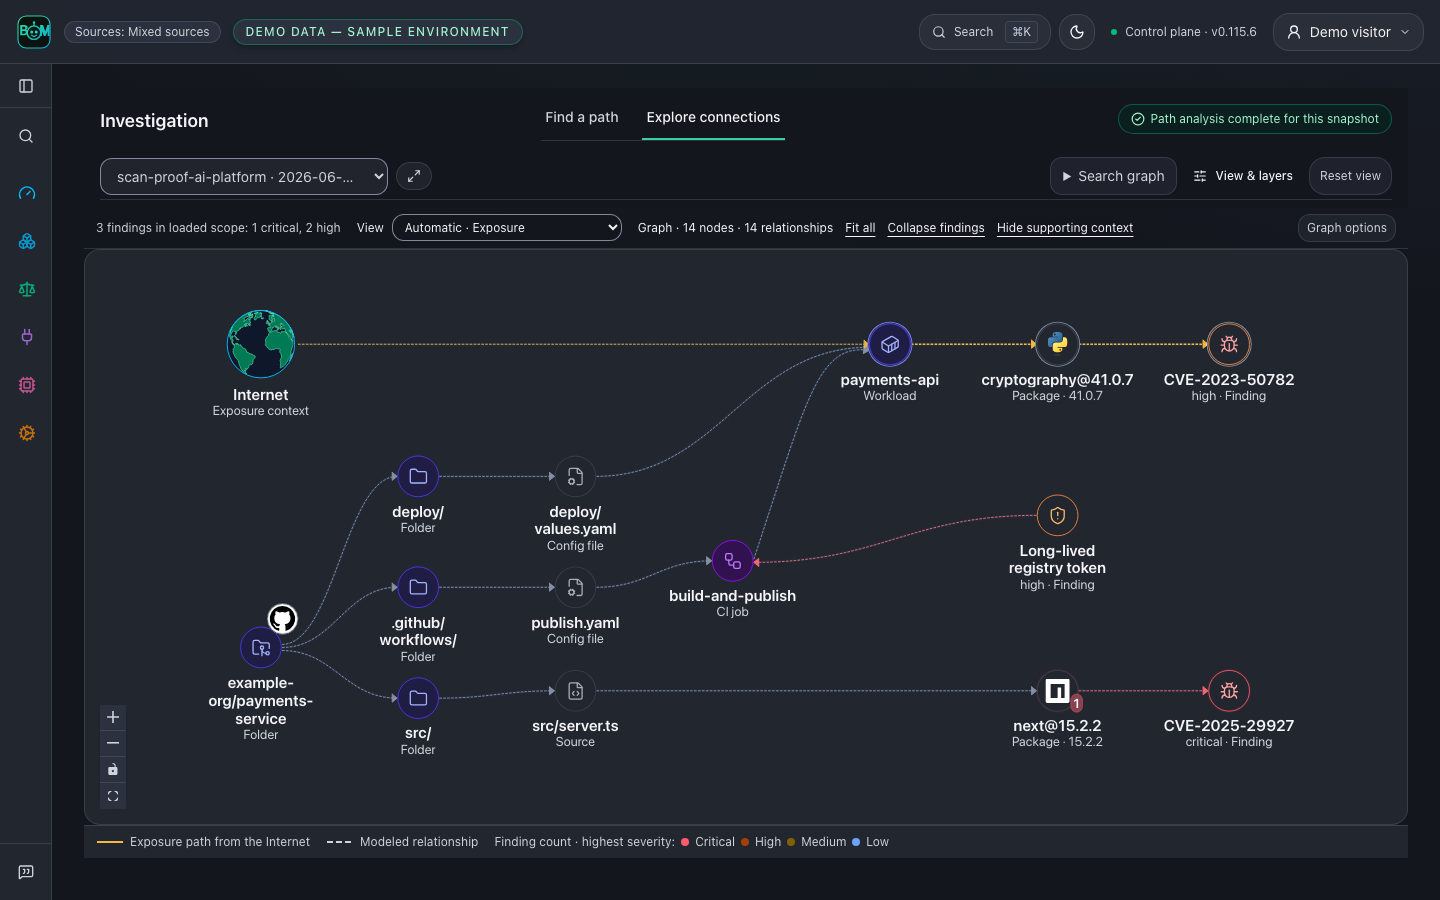 BOM
Sources: Mixed sources
DEMO DATA — SAMPLE ENVIRONMENT
Search
⌘K
Control plane · v0.115.6
Demo visitor
Investigation
Find a path
Explore connections
Path analysis complete for this snapshot
scan-proof-ai-platform · 2026-06-...
Search graph
View & layers
Reset view
3 findings in loaded scope: 1 critical, 2 high
View
Automatic · Exposure
Graph · 14 nodes · 14 relationships
Fit all
Collapse findings
Hide supporting context
Graph options
Internet
Exposure context
payments-api
Workload
cryptography@41.0.7
Package · 41.0.7
CVE-2023-50782
high · Finding
deploy/
Folder
deploy/
values.yaml
Config file
Long-lived
registry token
high · Finding
build-and-publish
CI job
.github/
workflows/
Folder
publish.yaml
Config file
example-
org/payments-
service
Folder
src/
Folder
src/server.ts
Source
1
next@15.2.2
Package · 15.2.2
CVE-2025-29927
critical · Finding
Exposure path from the Internet
Modeled relationship
Finding count · highest severity:
Critical
High
Medium
Low